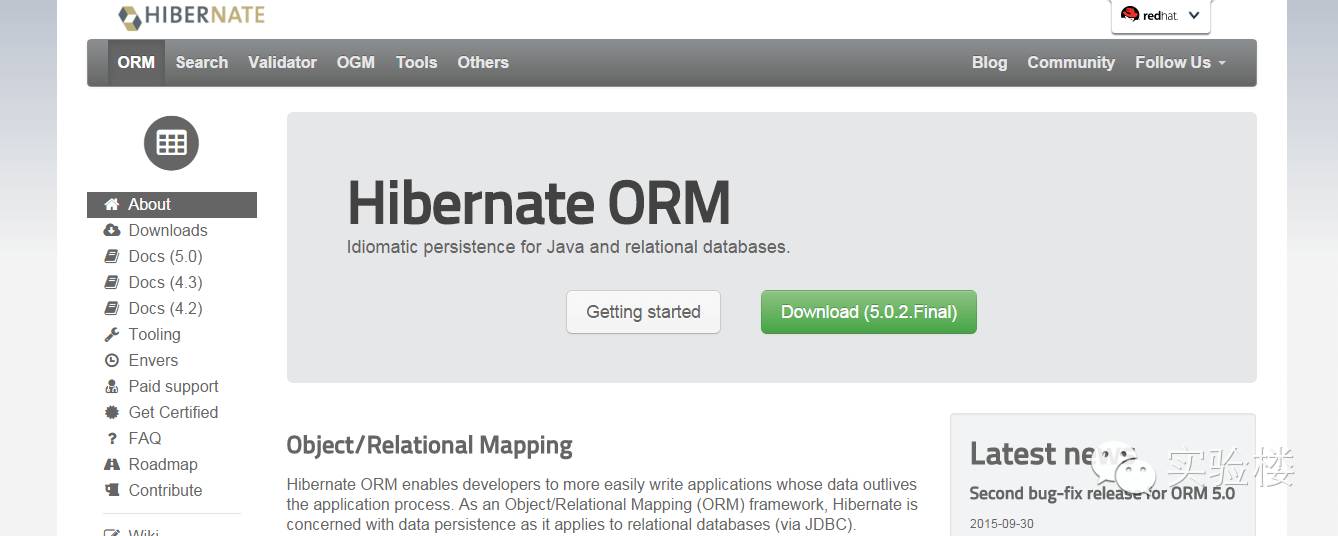 HIBERNATE
redhat.
ORM Search Validator OGM Tools Others Blog Community Follow Us
About
Downloads
Docs (5.0)
Docs (4.3)
Docs (4.2)
Tooling
Envers
Paid support
Get Certified
? FAQ
Roadmap
Contribute
Wiki
Hibernate ORM
Idiomatic persistence for Java and relational databases.
Getting started
Download (5.0.2.Final)
Object/Relational Mapping
Hibernate ORM enables developers to more easily write applications whose data outlives
the application process. As an Object/Relational Mapping (ORM) framework, Hibernate is
concerned with data persistence as it applies to relational databases (via JDBC).
Latest news
Second bug-fix release for ORM 5.0
2015-09-30
实验楼